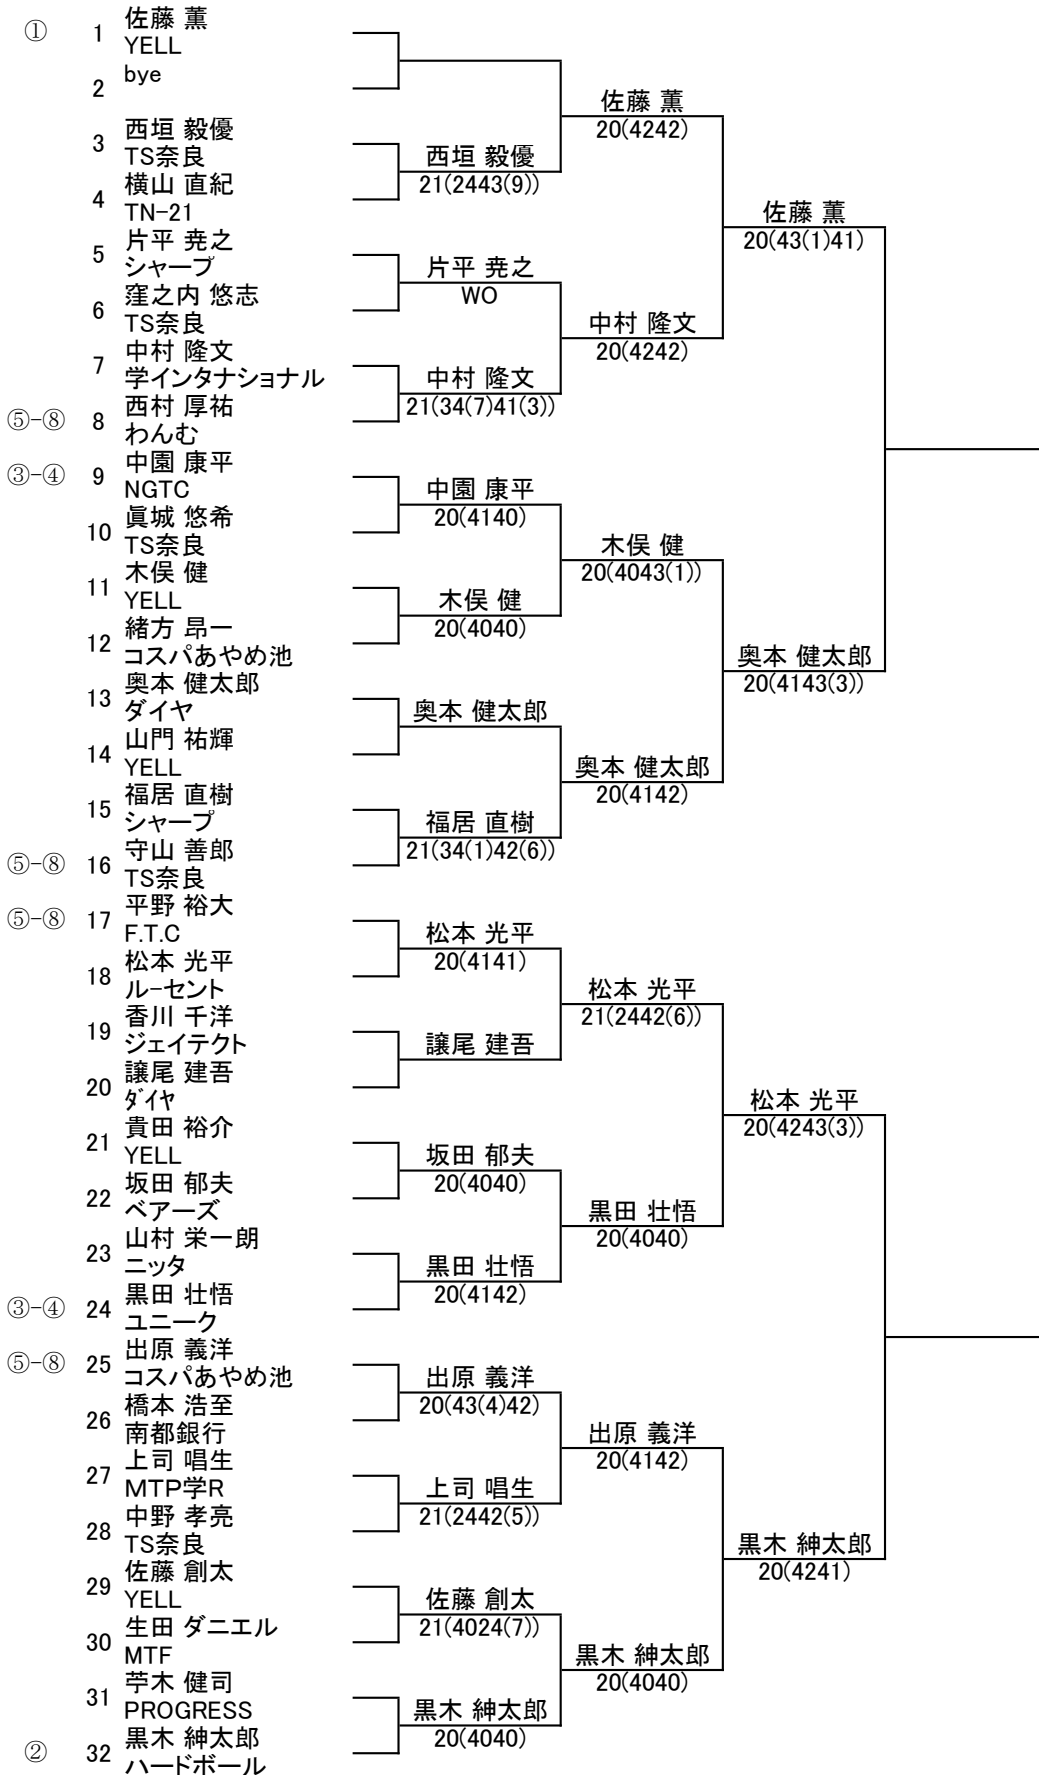 ① 1 佐藤 薫
YELL
2 bye
3 西垣 毅優
TS奈良
4 横山 直紀
TN-21
5 片平 尭之
シャープ
6 窪之内 悠志
TS奈良
7 中村 隆文
学インタナショナル
⑤-⑧ 8 西村 厚祐
わんむ
③-④ 9 中園 康平
NGTC
10 眞城 悠希
TS奈良
11 木俣 健
YELL
12 緒方 昂一
コスパあやめ池
13 奥本 健太郎
ダイヤ
14 山門 祐輝
YELL
15 福居 直樹
シャープ
⑤-⑧ 16 守山 善郎
TS奈良
⑤-⑧ 17 平野 裕大
F.T.C
18 松本 光平
ル-セント
19 香川 千洋
ジェイテクト
20 譲尾 建吾
ダイヤ
21 貴田 裕介
YELL
22 坂田 郁夫
ベアーズ
23 山村 栄一朗
ニッタ
③-④ 24 黒田 壮悟
ユニーク
⑤-⑧ 25 出原 義洋
コスパあやめ池
26 橋本 浩至
南都銀行
27 上司 唱生
MTP学R
28 中野 孝亮
TS奈良
29 佐藤 創太
YELL
30 生田 ダニエル
MTF
31 苧木 健司
PROGRESS
② 32 黒木 紳太郎
ハードボール
西垣 毅優
21(2443(9))
片平 尭之
WO
中村 隆文
21(34(7)41(3))
中園 康平
20(4140)
木俣 健
20(4040)
奥本 健太郎
福居 直樹
21(34(1)42(6))
松本 光平
20(4141)
譲尾 建吾
坂田 郁夫
20(4040)
黒田 壮悟
20(4142)
出原 義洋
20(43(4)42)
上司 唱生
21(2442(5))
佐藤 創太
21(4024(7))
黒木 紳太郎
20(4040)
佐藤 薫
20(4242)
中村 隆文
20(4242)
木俣 健
20(4043(1))
奥本 健太郎
20(4142)
松本 光平
21(2442(6))
黒田 壮悟
20(4040)
出原 義洋
20(4142)
黒木 紳太郎
20(4040)
佐藤 薫
20(43(1)41)
奥本 健太郎
20(4143(3))
松本 光平
20(4243(3))
黒木 紳太郎
20(4241)